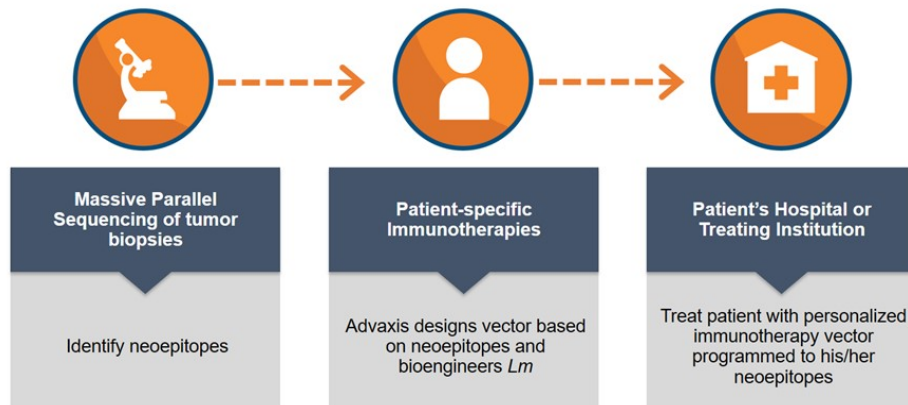 Massive Parallel
Sequencing of tumor
biopsies
Identify neoepitopes
Patient-specific
Immunotherapies
Advaxis designs vector based
on neoepitopes and
bioengineers Lm
Patient’s Hospital or
Treating Institution
Treat patient with personalized
immunotherapy vector
programmed to his/her
neoepitopes